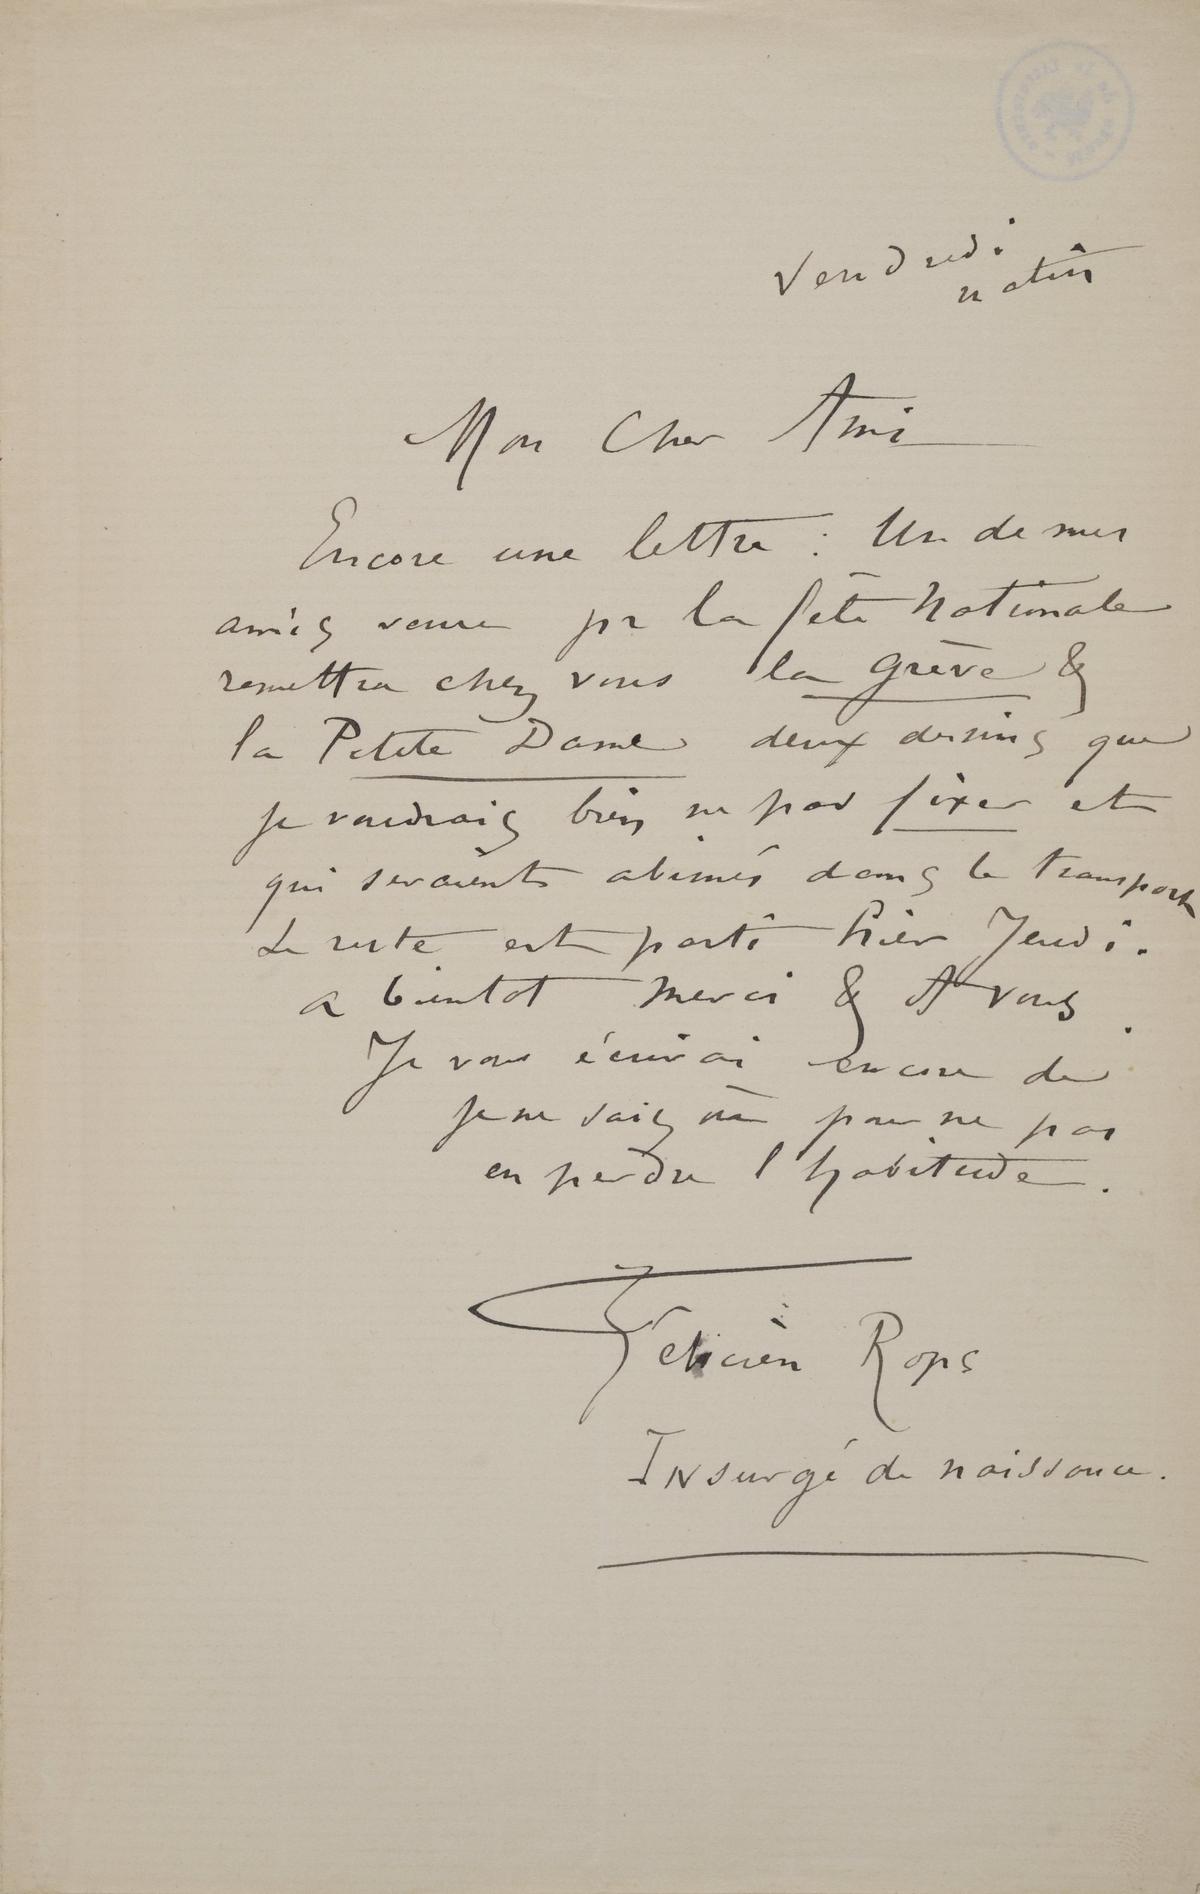 Vendredi
matin
Mon Cher Ami
Encore une lettre : Un de mes
amis venu pr la fête Nationale
remettra chez vous la grève &
la Petite Dame deux dessins que
je voudrais bien ne pas fixer et
qui seraient abimés dans le transport
Le reste est parti hier Jeudi.
a bientot merci & A vous.
Je vous écrirai encore de
je ne sais où pour ne pas
en perdre l'habitude.
Félicien Rops
Insurgé de naissance.